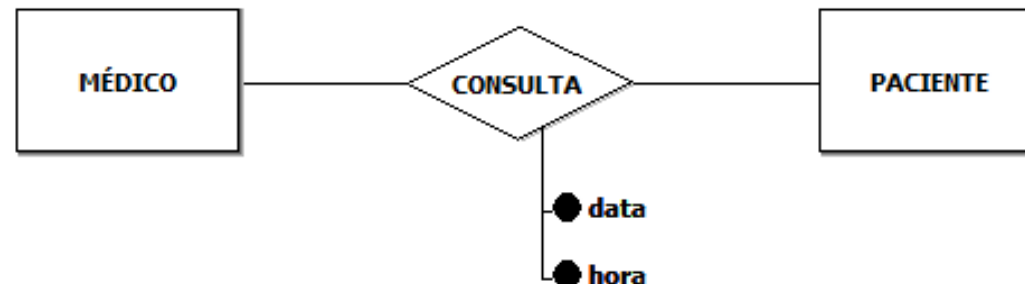 MÉDICO
CONSULTA
PACIENTE
data
hora